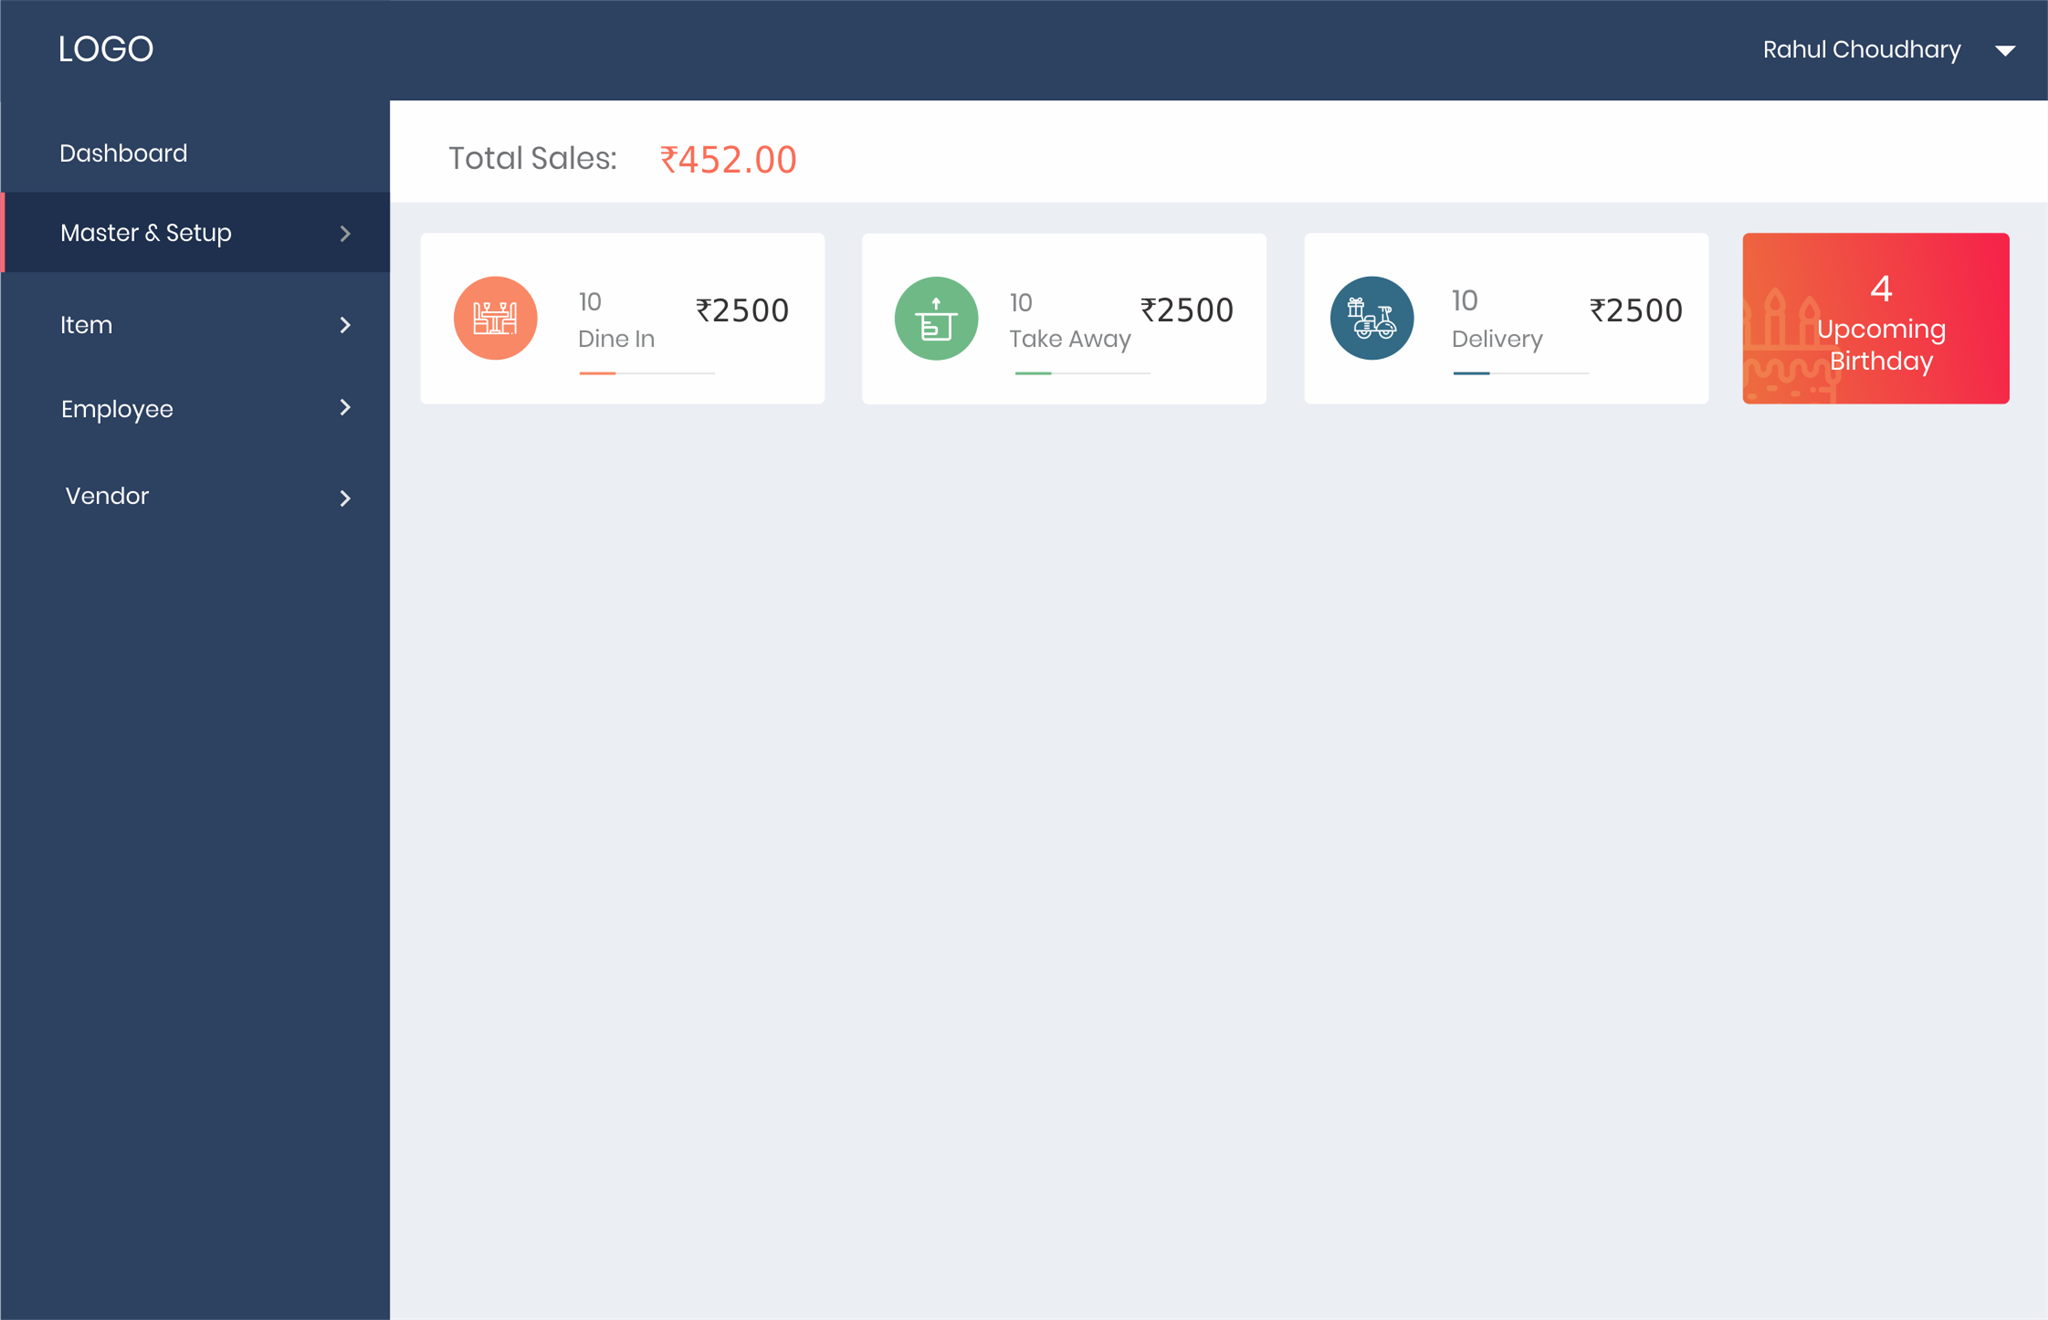 LOGO
Rahul Choudhary
Dashboard
Master & Setup
Item
Employee
Vendor
Total Sales: ₹452.00
10
Dine In
₹2500
10
Take Away
₹2500
10
Delivery
₹2500
4
Upcoming
Birthday